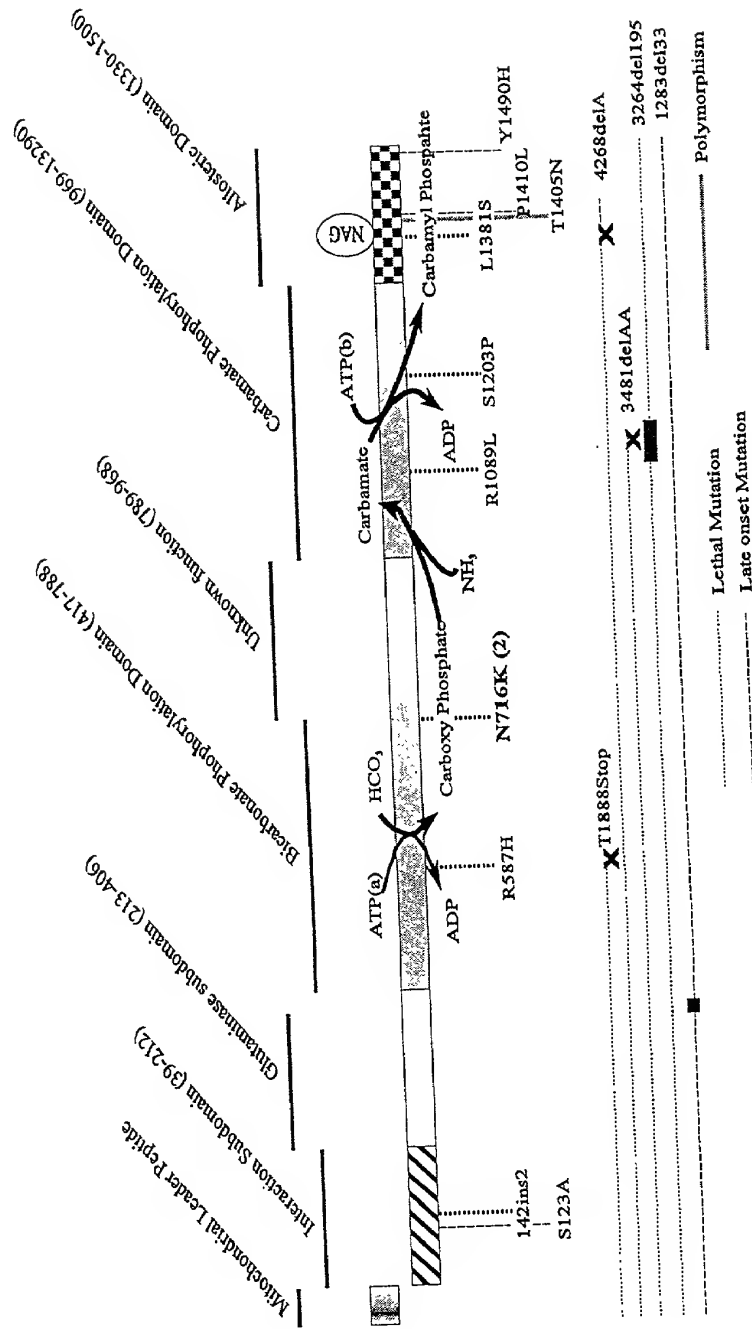 Mitochondrial Leader Peptide
Interaction Subdomain (39-212)
Glutaminase subdomain (213-406)
Bicarbonate Phophorylation Domain (417-788)
Unknown function (789-968)
Carbamate Phophorylation Domain (969-13290)
Allosteric Domain (1330-1500)
NAG
ATP(a)
HCO3
Carbamate
ATP(b)
ADP
Carboxy Phosphate
NH3
ADP
Carbamyl Phospahte
142ins2
S123A
R587H
N716K (2)
R1089L
S1203P
L1381S
P1410L
T1405N
Y1490H
X T1888Stop
X 4268delA
X 3481delAA
3264del195
1283del33
Lethal Mutation
Late onset Mutation
Polymorphism